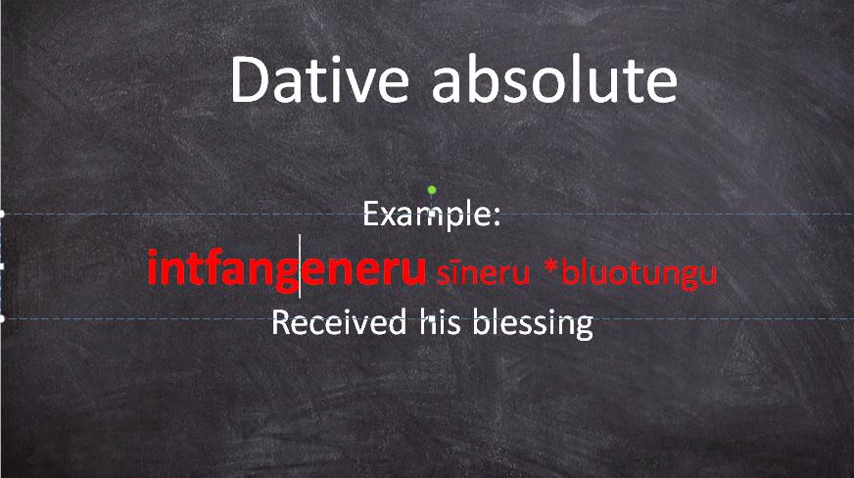 Dative absolute
Example:
intfangeneru sīneru *bluotungu
Received his blessing